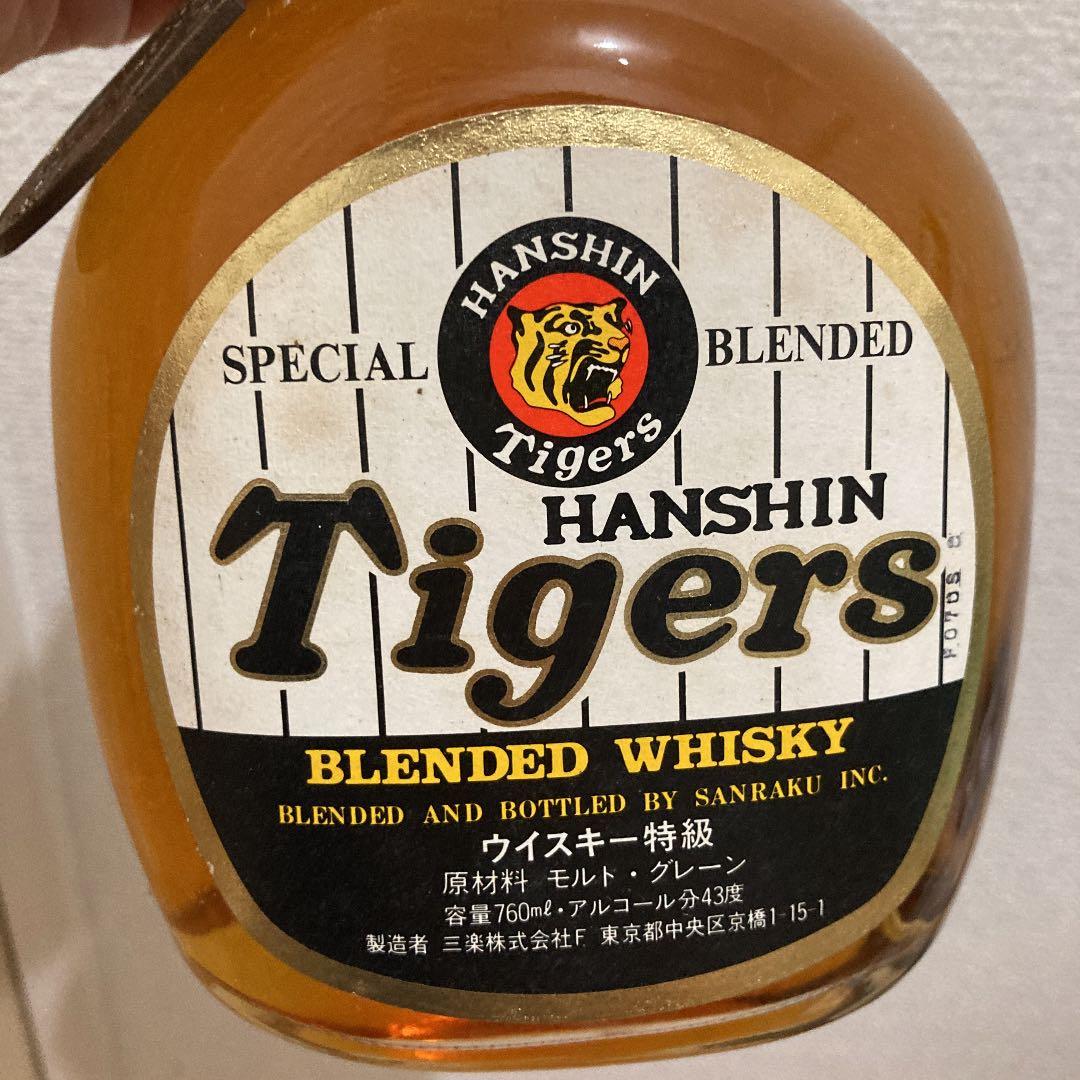 HANSHIN
Tigers
SPECIAL
BLENDED
HANSHIN
Tigers
BLENDED WHISKY
BLENDED AND BOTTLED BY SANRAKU INC.
ウイスキー特級
原材料 モルト・グレーン
容量760ml・アルコール分43度
製造者 三楽株式会社F 東京都中央区京橋1-15-1